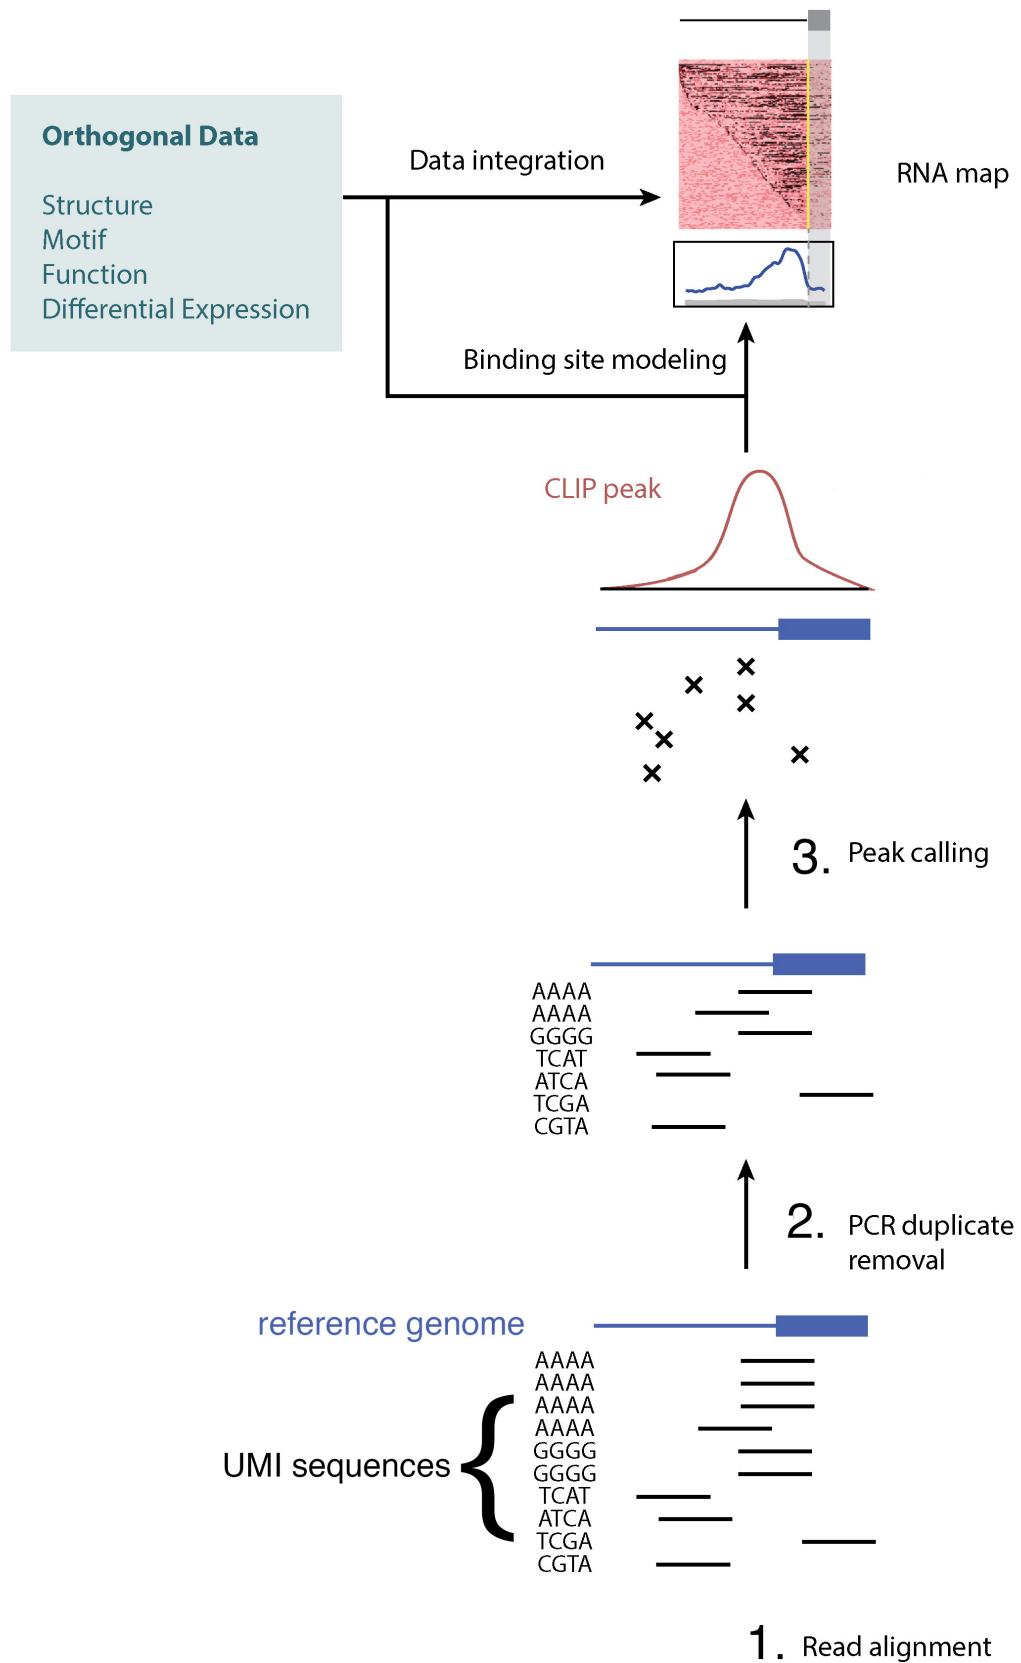 Orthogonal Data
Structure
Motif
Function
Differential Expression
Data integration
RNA map
Binding site modeling
CLIP peak
3. Peak calling
AAAA
AAAA
GGGG
TCAT
ATCA
TCGA
CGTA
2. PCR duplicate
removal
reference genome
UMI sequences
AAAA
AAAA
AAAA
AAAA
GGGG
GGGG
TCAT
ATCA
TCGA
CGTA
1. Read alignment